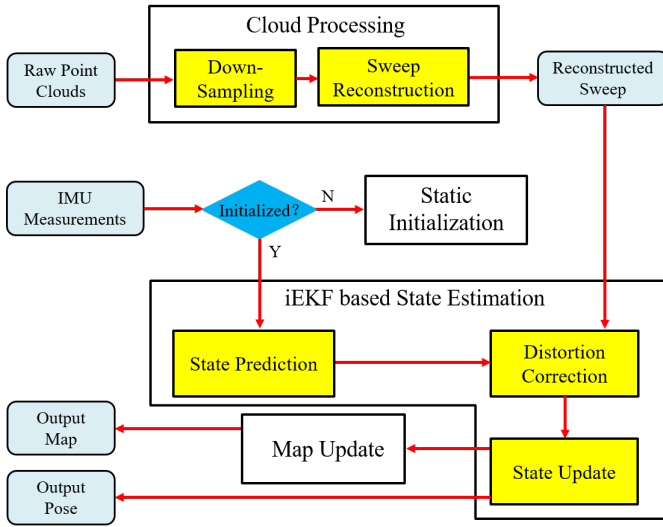 Cloud Processing
Raw Point
Clouds
Down-
Sampling
Sweep
Reconstruction
Reconstructed
Sweep
IMU
Measurements
Initialized?
N
Y
Static
Initialization
iEKF based State Estimation
State Prediction
Distortion
Correction
Output
Map
Map Update
State Update
Output
Pose